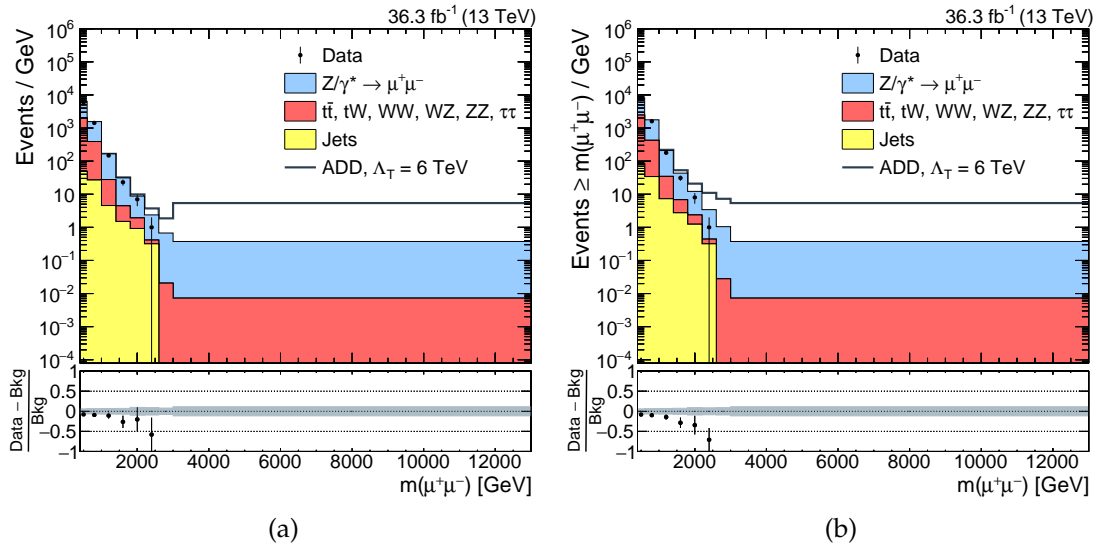 36.3 fb⁻¹ (13 TeV)
Events / GeV
10⁶
10⁵
10⁴
10³
10²
10
1
10⁻¹
10⁻²
10⁻³
10⁻⁴
Data
Z/γ* → μ⁺μ⁻
tt̄, tW, WW, WZ, ZZ, ττ
Jets
ADD, Λ_T = 6 TeV
Data − Bkg
Bkg
1
0.5
0
−0.5
−1
2000 4000 6000 8000 10000 12000
m(μ⁺μ⁻) [GeV]
(a)
36.3 fb⁻¹ (13 TeV)
Events ≥ m(μ⁺μ⁻) / GeV
10⁶
10⁵
10⁴
10³
10²
10
1
10⁻¹
10⁻²
10⁻³
10⁻⁴
Data
Z/γ* → μ⁺μ⁻
tt̄, tW, WW, WZ, ZZ, ττ
Jets
ADD, Λ_T = 6 TeV
Data − Bkg
Bkg
1
0.5
0
−0.5
−1
2000 4000 6000 8000 10000 12000
m(μ⁺μ⁻) [GeV]
(b)